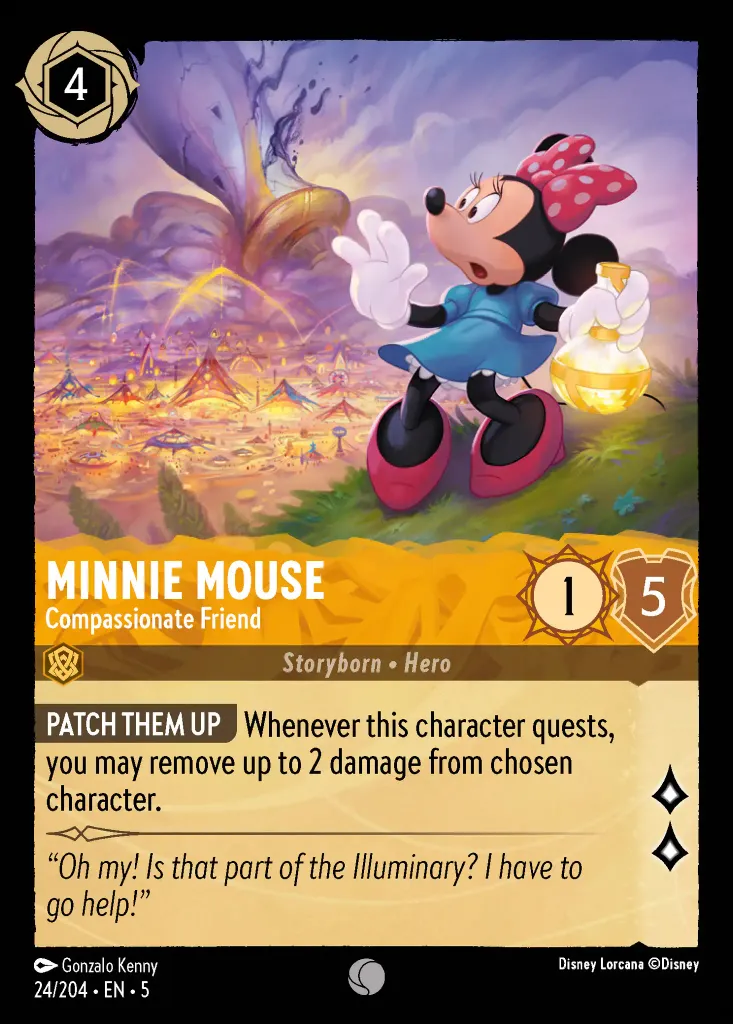 4
MINNIE MOUSE
Compassionate Friend
1
5
Storyborn • Hero
PATCH THEM UP Whenever this character quests,
you may remove up to 2 damage from chosen
character.
“Oh my! Is that part of the Illuminary? I have to
go help!”
Gonzalo Kenny
Disney Lorcana ©Disney
24/204 • EN • 5